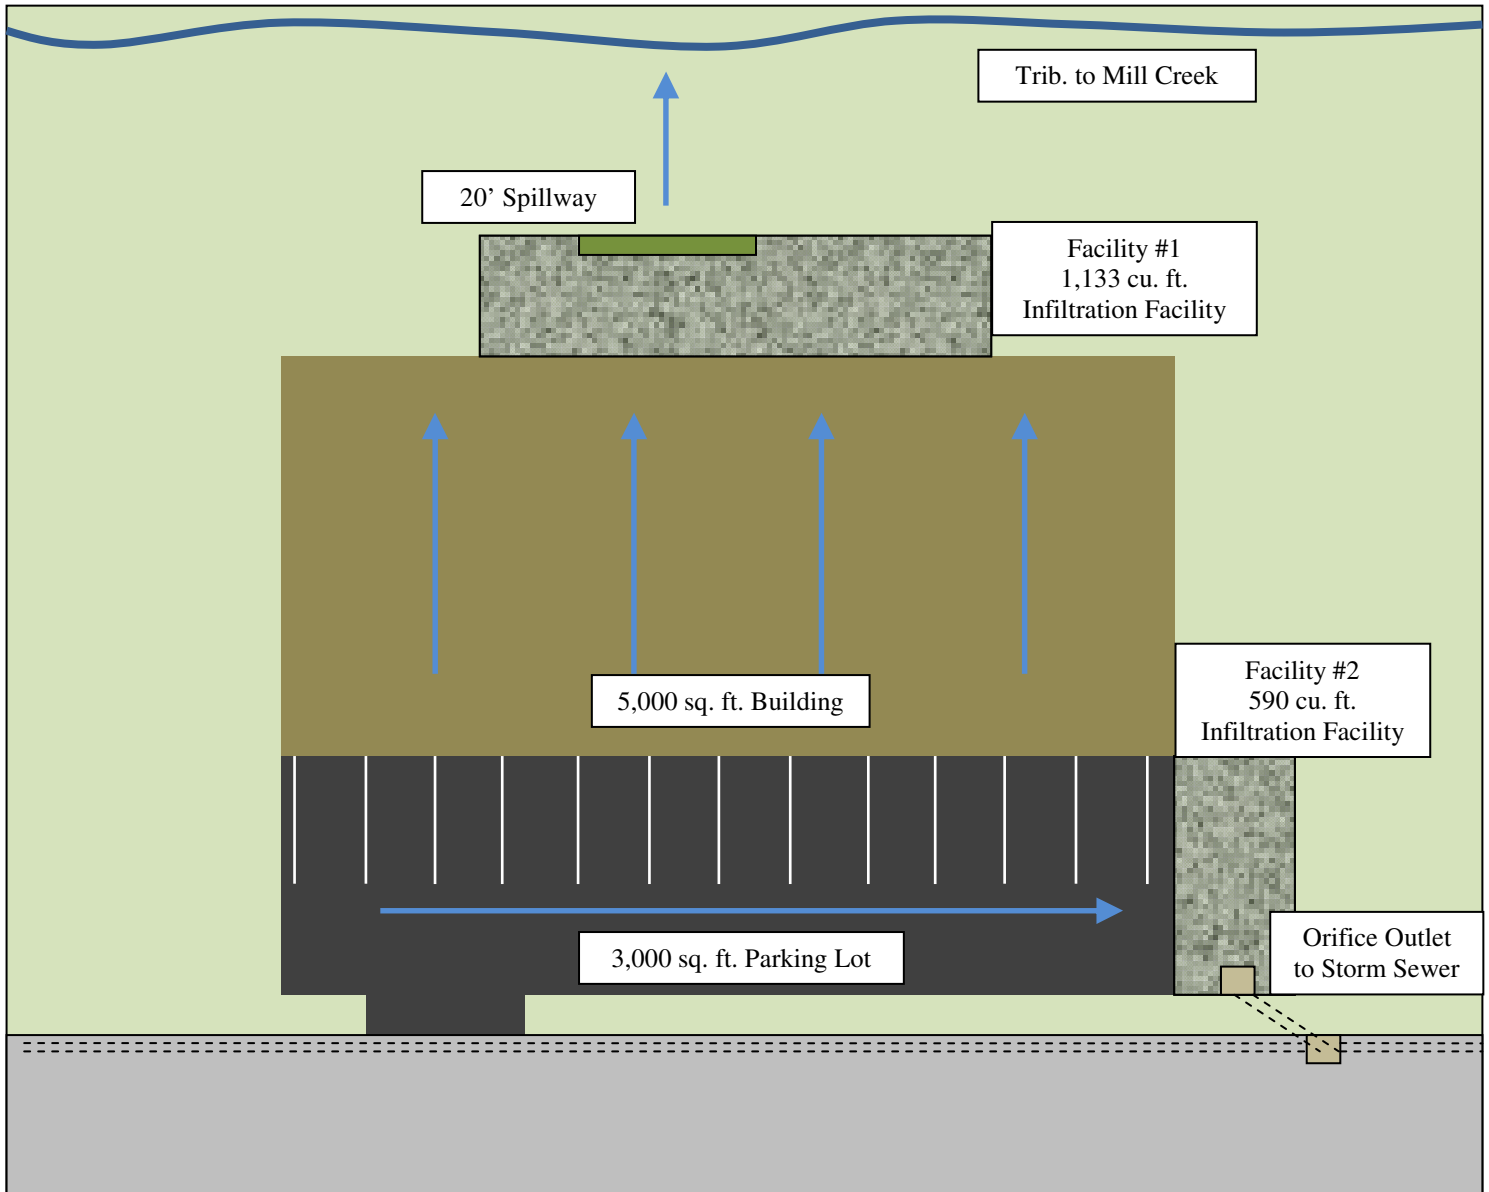 Trib. to Mill Creek
20’ Spillway
Facility #1
1,133 cu. ft.
Infiltration Facility
Facility #2
590 cu. ft.
Infiltration Facility
5,000 sq. ft. Building
Orifice Outlet
to Storm Sewer
3,000 sq. ft. Parking Lot